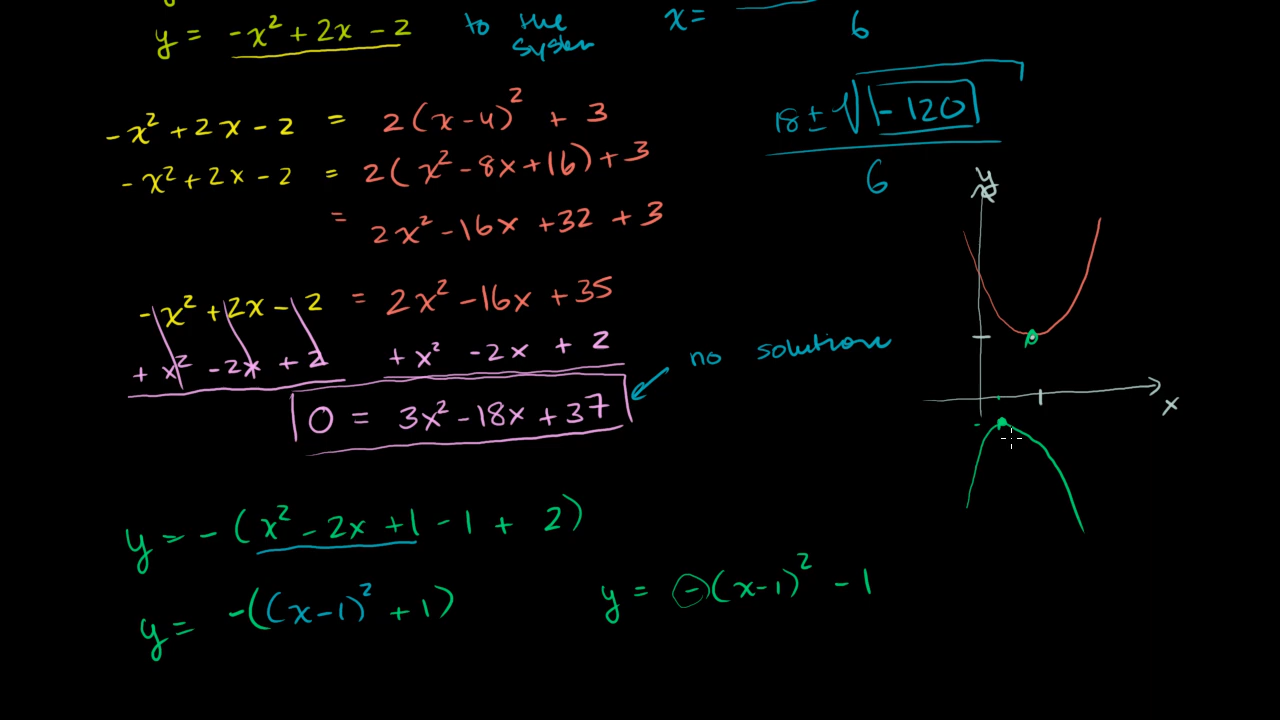 y = -x² + 2x - 2
to the
system
x =
6
-x² + 2x - 2 = 2(x-4)² + 3
-x² + 2x - 2 = 2(x² - 8x + 16) + 3
= 2x² - 16x + 32 + 3
18 ± √-120
6
-x² + 2x - 2 = 2x² - 16x + 35
+ x² - 2x + 2 + x² - 2x + 2
0 = 3x² - 18x + 37
no solution
y
x
y = -(x² - 2x + 1 - 1 + 2)
y = -((x-1)² + 1)
y = -(x-1)² - 1